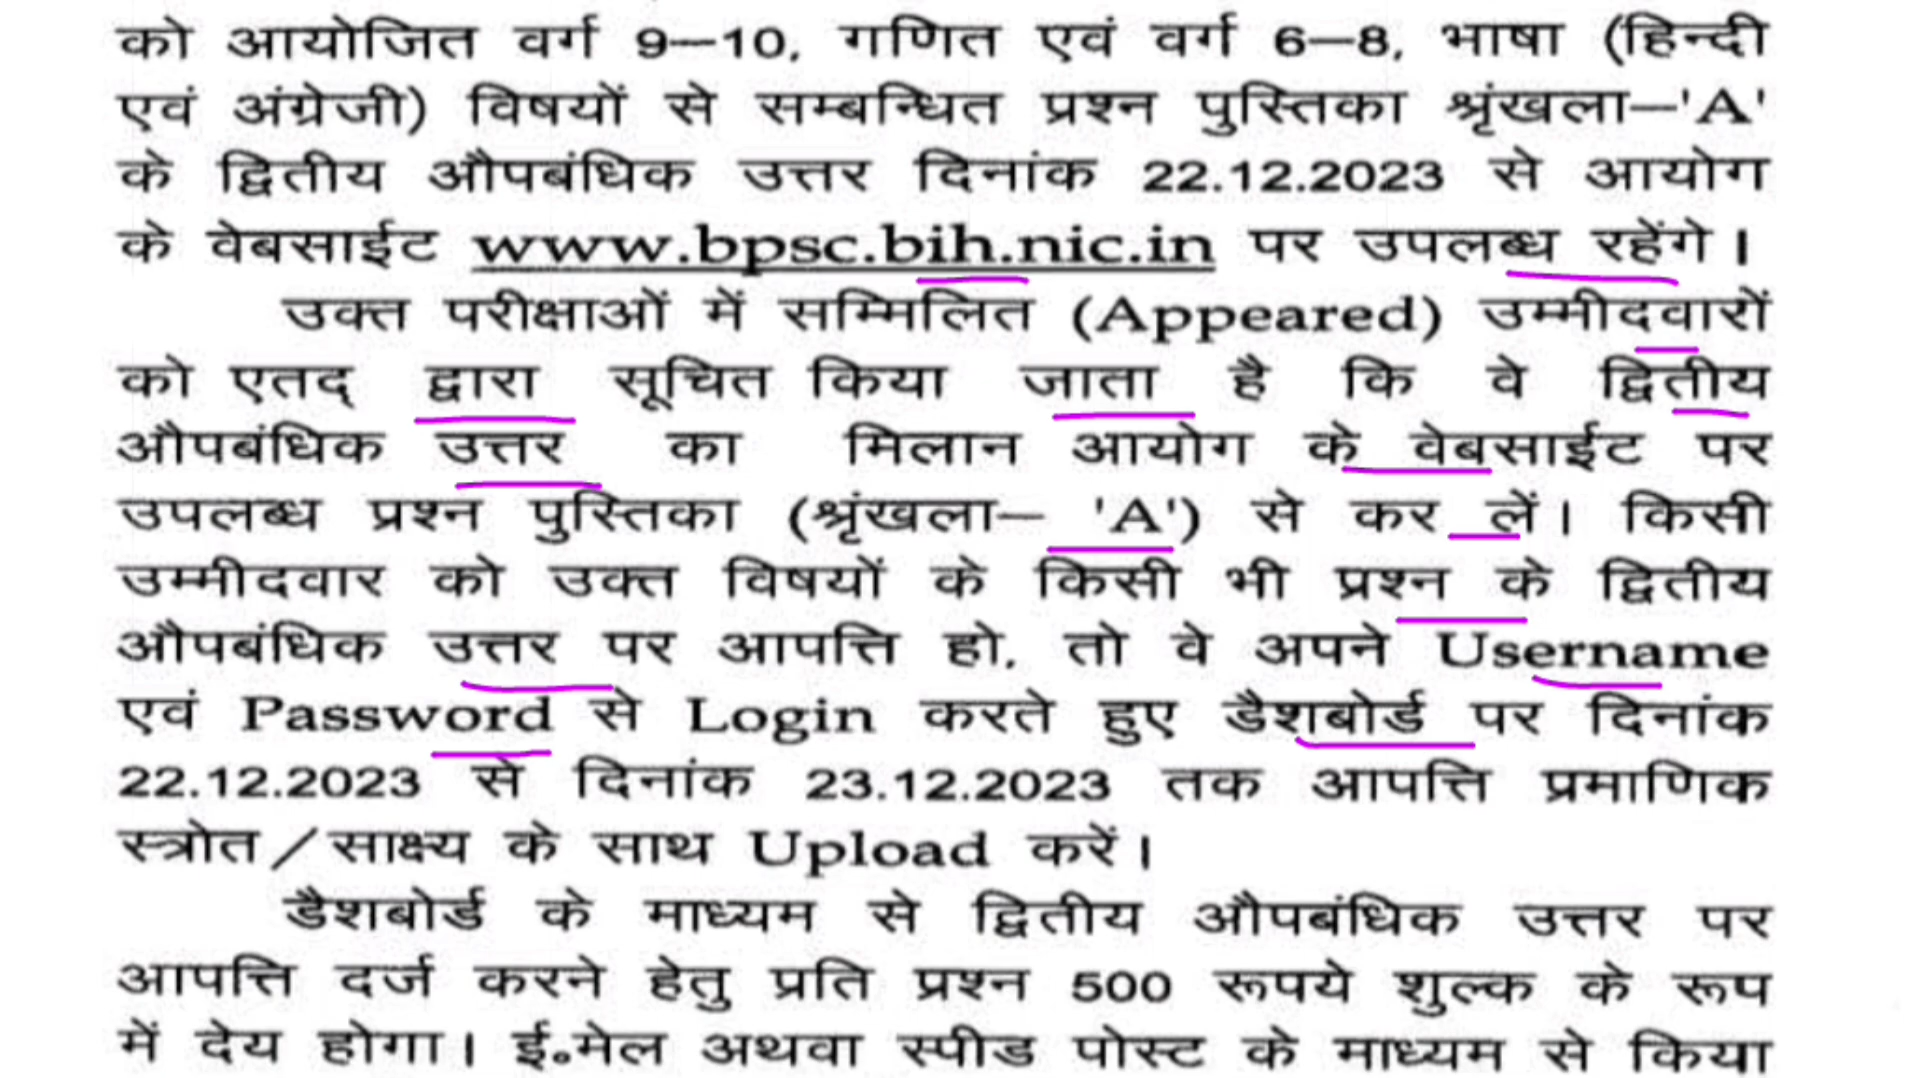 को आयोजित वर्ग 9–10, गणित एवं वर्ग 6–8, भाषा (हिन्दी
एवं अंग्रेजी) विषयों से सम्बन्धित प्रश्न पुस्तिका श्रृंखला–'A'
के द्वितीय औपबंधिक उत्तर दिनांक 22.12.2023 से आयोग
के वेबसाईट www.bpsc.bih.nic.in पर उपलब्ध रहेंगे।
उक्त परीक्षाओं में सम्मिलित (Appeared) उम्मीदवारों
को एतद् द्वारा सूचित किया जाता है कि वे द्वितीय
औपबंधिक उत्तर का मिलान आयोग के वेबसाईट पर
उपलब्ध प्रश्न पुस्तिका (श्रृंखला– 'A') से कर लें। किसी
उम्मीदवार को उक्त विषयों के किसी भी प्रश्न के द्वितीय
औपबंधिक उत्तर पर आपत्ति हो, तो वे अपने Username
एवं Password से Login करते हुए डैशबोर्ड पर दिनांक
22.12.2023 से दिनांक 23.12.2023 तक आपत्ति प्रमाणिक
स्त्रोत/साक्ष्य के साथ Upload करें।
डैशबोर्ड के माध्यम से द्वितीय औपबंधिक उत्तर पर
आपत्ति दर्ज करने हेतु प्रति प्रश्न 500 रूपये शुल्क के रूप
में देय होगा। ई॰मेल अथवा स्पीड पोस्ट के माध्यम से किया